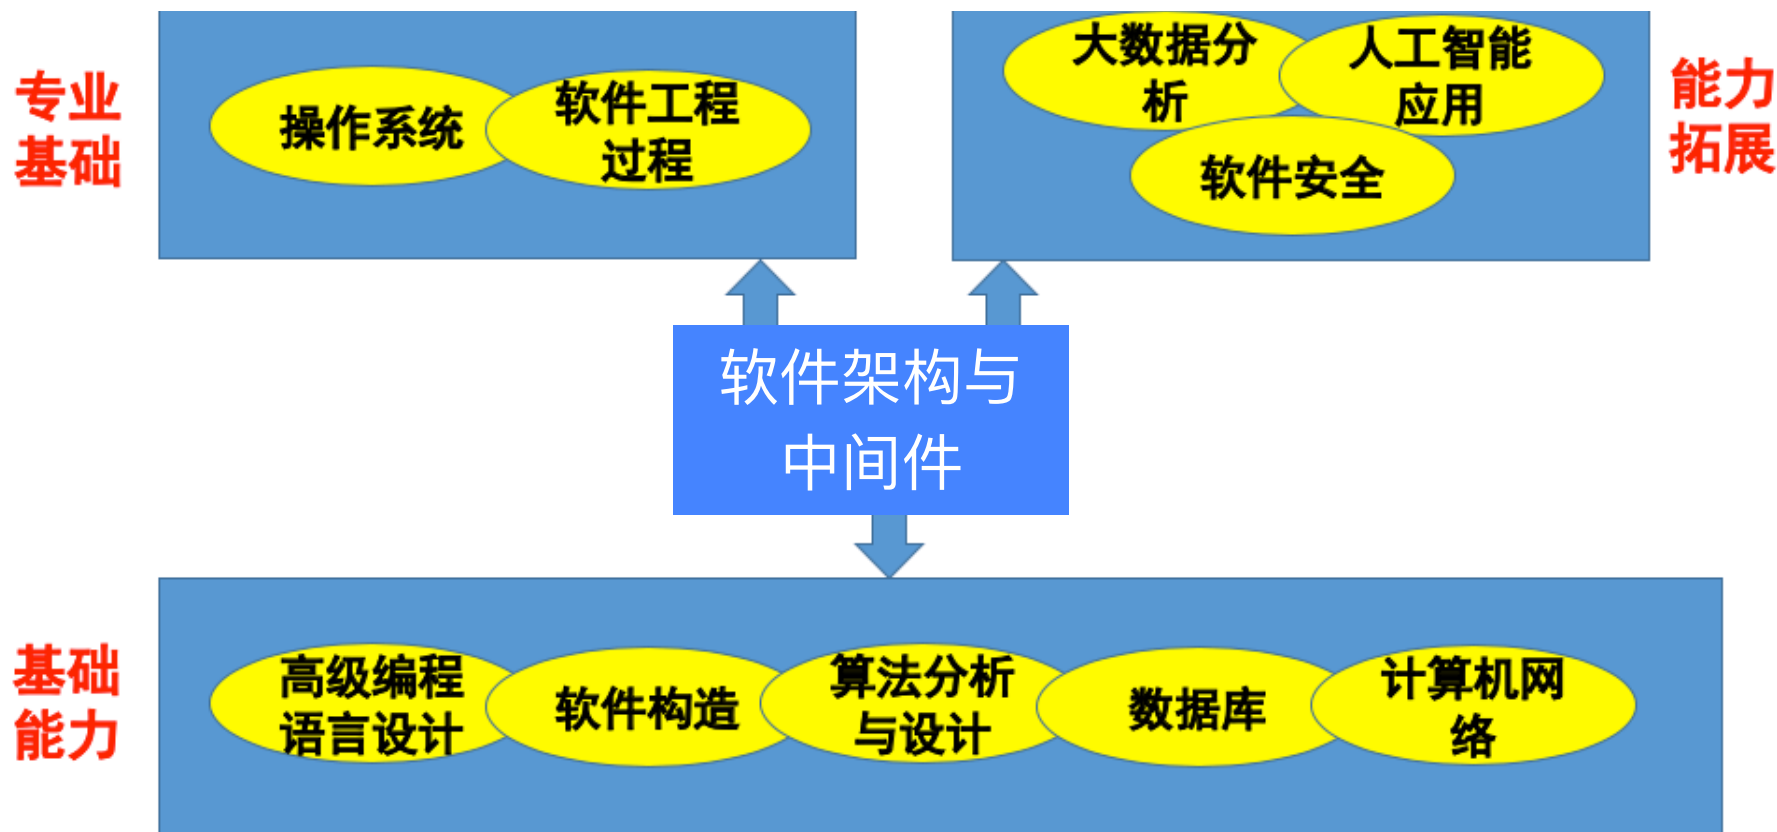 专业
基础
操作系统
软件工程
过程
大数据分
析
人工智能
应用
软件安全
能力
拓展
软件架构与
中间件
基础
能力
高级编程
语言设计
软件构造
算法分析
与设计
数据库
计算机网
络